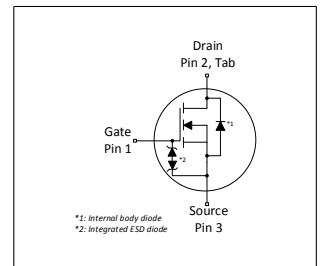 Drain
Pin 2, Tab
*1
Gate
Pin 1
*2
Source
Pin 3
*1: Internal body diode
*2: Integrated ESD diode